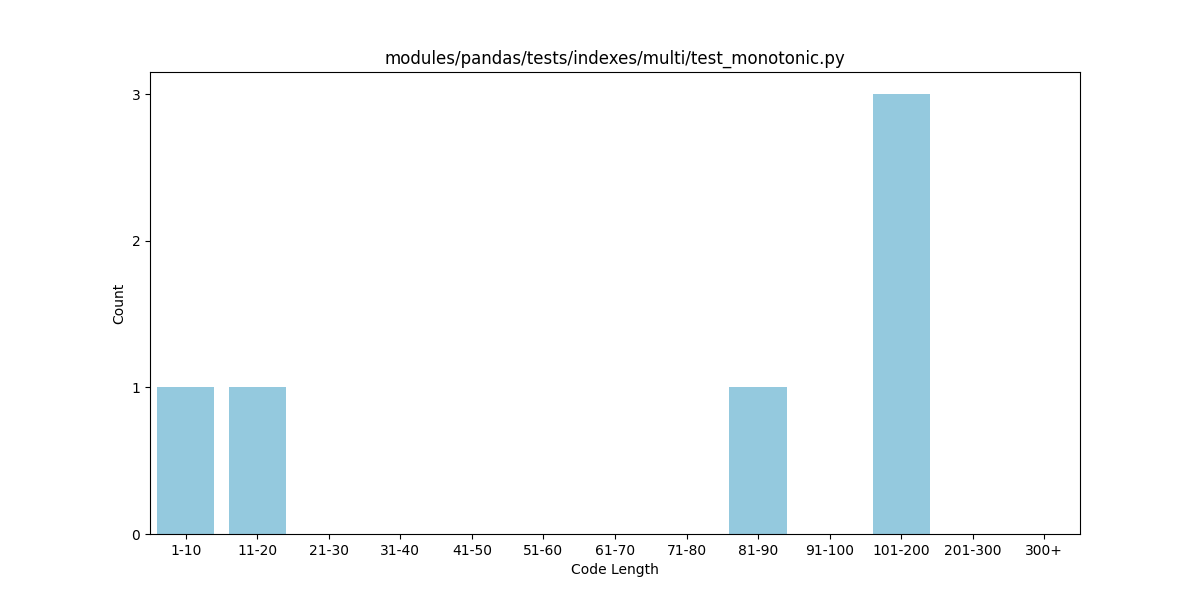 modules/pandas/tests/indexes/multi/test_monotonic.py
3
2
1
0
Count
1-10 11-20 21-30 31-40 41-50 51-60 61-70 71-80 81-90 91-100 101-200 201-300 300+
Code Length